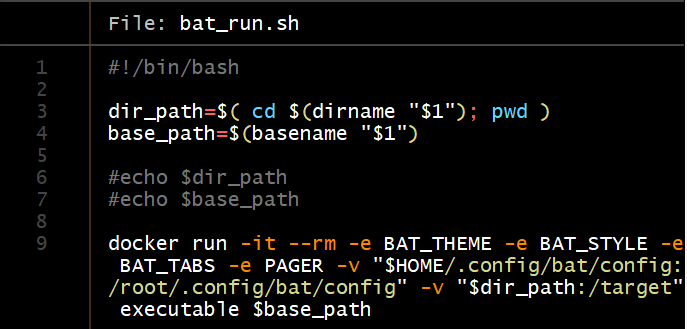 File: bat_run.sh
1 #!/bin/bash
2
3 dir_path=$( cd $(dirname "$1"); pwd )
4 base_path=$(basename "$1")
5
6 #echo $dir_path
7 #echo $base_path
8
9 docker run -it --rm -e BAT_THEME -e BAT_STYLE -e
BAT_TABS -e PAGER -v "$HOME/.config/bat/config:
/root/.config/bat/config" -v "$dir_path:/target"
executable $base_path